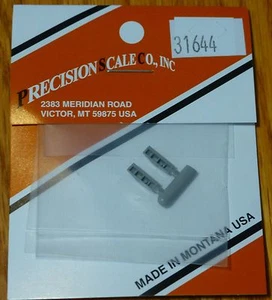 31644
PRECISION SCALE CO., INC
2383 MERIDIAN ROAD
VICTOR, MT 59875 USA
MADE IN MONTANA USA